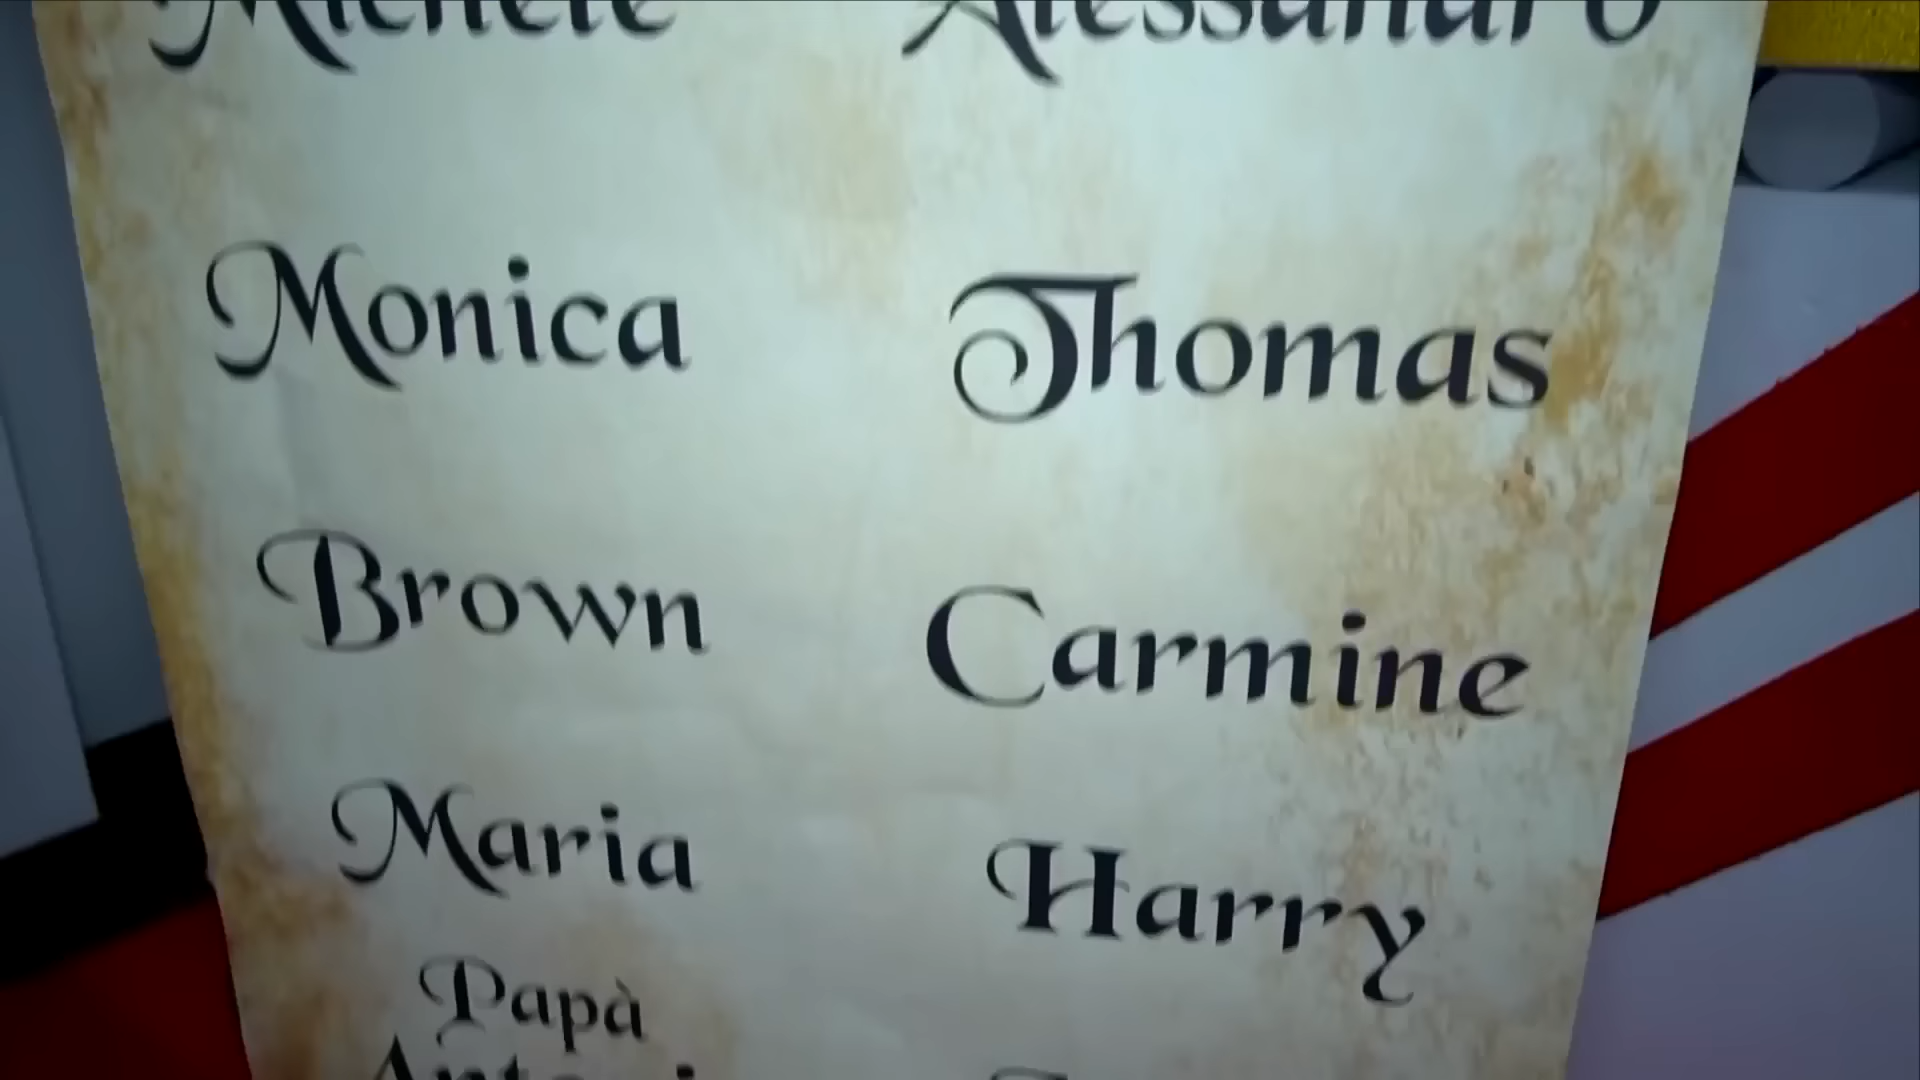 Michele Alessandro
Monica Thomas
Brown Carmine
Maria Harry
Papà